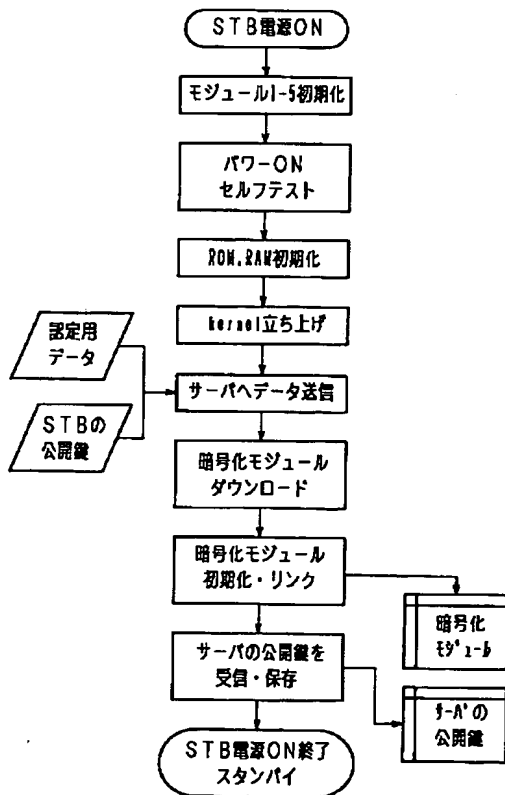 STB電源ON
モジュール1-5初期化
パワーON
セルフテスト
ROM,RAM初期化
kernel立ち上げ
認定用
データ
サーバへデータ送信
STBの
公開鍵
暗号化モジュール
ダウンロード
暗号化モジュール
初期化・リンク
暗号化
ﾓｼﾞｭｰﾙ
サーバの公開鍵を
受信・保存
ｻｰﾊﾞの
公開鍵
STB電源ON終了
スタンバイ